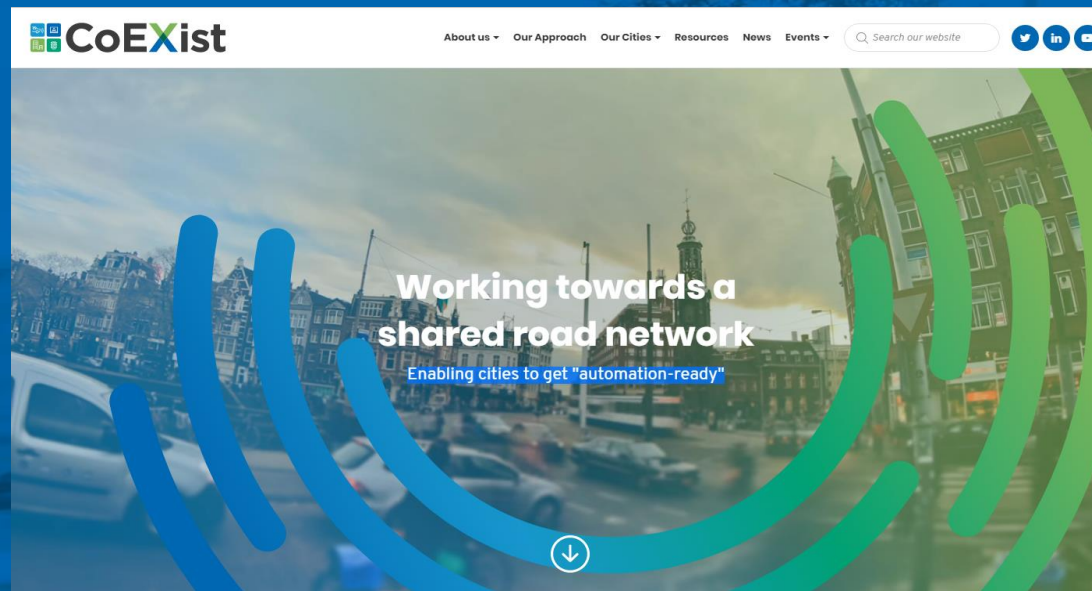 CoEXist
About us
Our Approach
Our Cities
Resources
News
Events
Search our website
in
Working towards a
shared road network
Enabling cities to get "automation-ready"